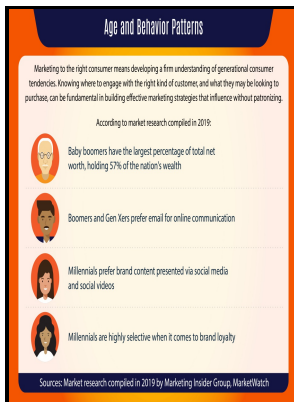 Age and Behavior Patterns
Marketing to the right consumer means developing a firm understanding of generational consumer
tendencies. Knowing where to engage with the right kind of customer, and what they may be looking to
purchase, can be fundamental in building effective marketing strategies that influence without patronizing.
According to market research compiled in 2019:
Baby boomers have the largest percentage of total net
worth, holding 57% of the nation's wealth
Boomers and Gen Xers prefer email for online communication
Millennials prefer brand content presented via social media
and social videos
Millennials are highly selective when it comes to brand loyalty
Sources: Market research compiled in 2019 by Marketing Insider Group, MarketWatch